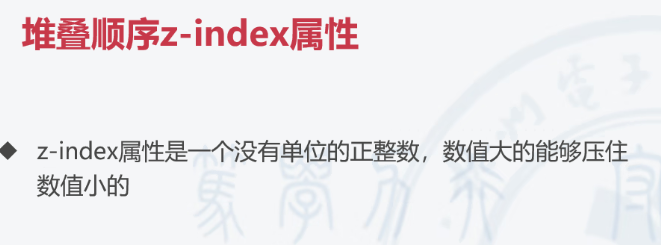 堆叠顺序z-index属性
z-index属性是一个没有单位的正整数，数值大的能够压住
数值小的